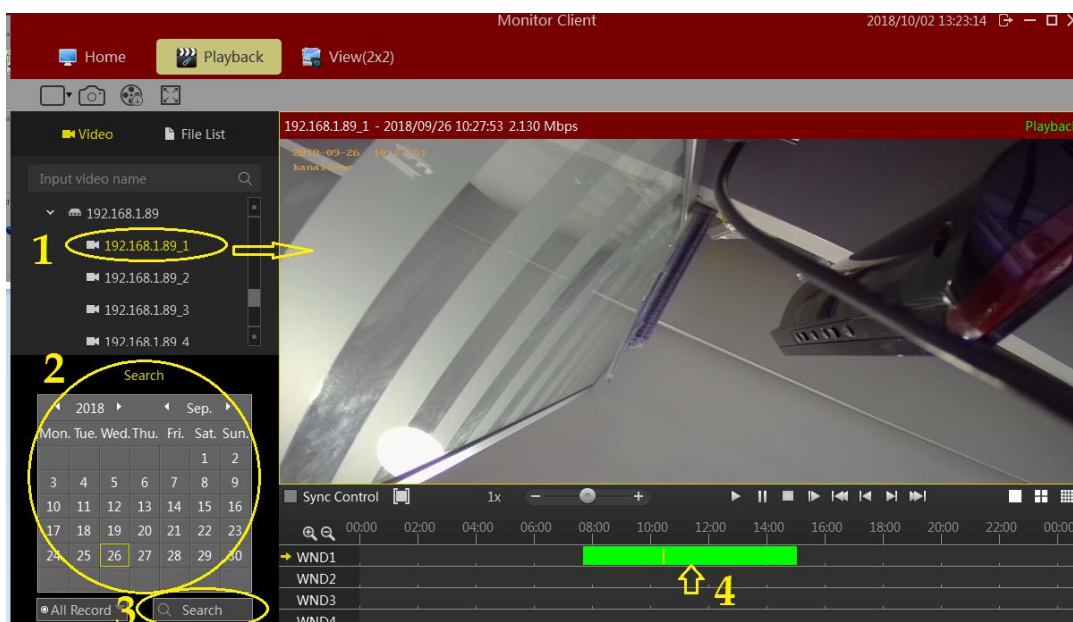 Monitor Client
2018/10/02 13:23:14
Home
Playback
View(2x2)
Video
File List
192.168.1.89_1 - 2018/09/26 10:27:53 2.130 Mbps
Playback
2018-09-26
Input video name
192.168.1.89
1
192.168.1.89_1
192.168.1.89_2
192.168.1.89_3
192.168.1.89_4
2
Search
2018 Sep.
Mon. Tue. Wed. Thu. Fri. Sat. Sun.
1 2
3 4 5 6 7 8 9
10 11 12 13 14 15 16
17 18 19 20 21 22 23
24 25 26 27 28 29 30
All Record
3
Search
Sync Control
1x
00:00 02:00 04:00 06:00 08:00 10:00 12:00 14:00 16:00 18:00 20:00 22:00 00:00
WND1
WND2
4
WND3
WND4